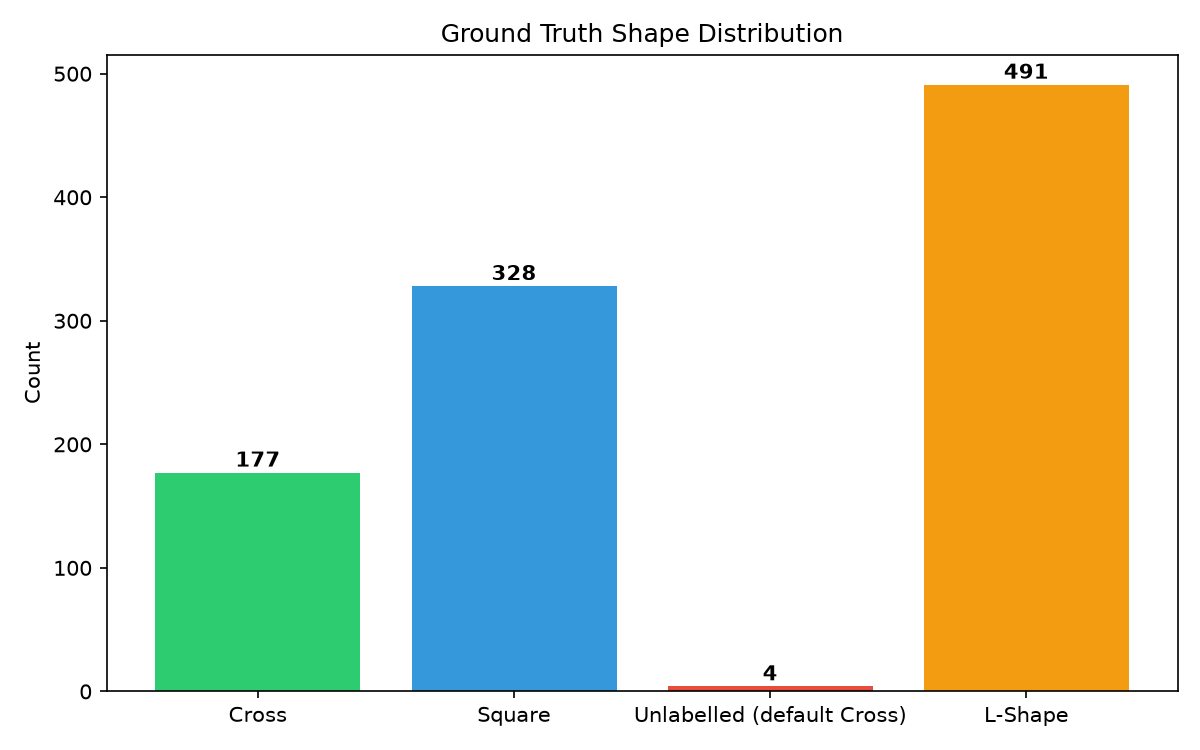 Ground Truth Shape Distribution
500
400
300
200
100
0
Count
177
328
4
491
Cross
Square
Unlabelled (default Cross)
L-Shape